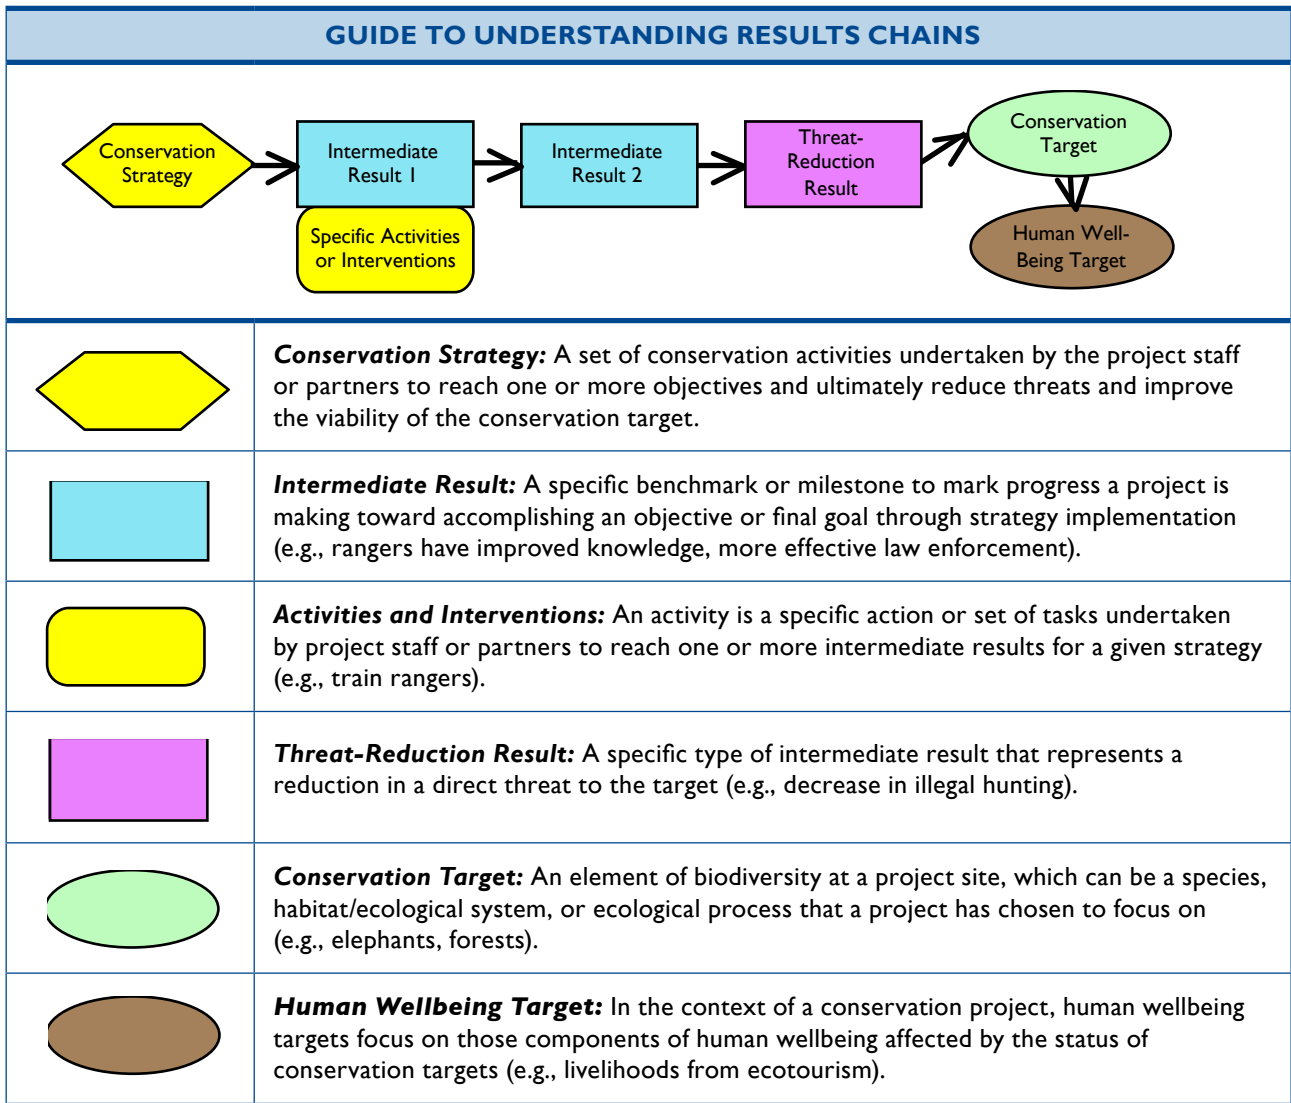 GUIDE TO UNDERSTANDING RESULTS CHAINS
Conservation
Strategy
Intermediate
Result 1
Specific Activities
or Interventions
Intermediate
Result 2
Threat-
Reduction
Result
Conservation
Target
Human Well-
Being Target
Conservation Strategy: A set of conservation activities undertaken by the project staff
or partners to reach one or more objectives and ultimately reduce threats and improve
the viability of the conservation target.
Intermediate Result: A specific benchmark or milestone to mark progress a project is
making toward accomplishing an objective or final goal through strategy implementation
(e.g., rangers have improved knowledge, more effective law enforcement).
Activities and Interventions: An activity is a specific action or set of tasks undertaken
by project staff or partners to reach one or more intermediate results for a given strategy
(e.g., train rangers).
Threat-Reduction Result: A specific type of intermediate result that represents a
reduction in a direct threat to the target (e.g., decrease in illegal hunting).
Conservation Target: An element of biodiversity at a project site, which can be a species,
habitat/ecological system, or ecological process that a project has chosen to focus on
(e.g., elephants, forests).
Human Wellbeing Target: In the context of a conservation project, human wellbeing
targets focus on those components of human wellbeing affected by the status of
conservation targets (e.g., livelihoods from ecotourism).